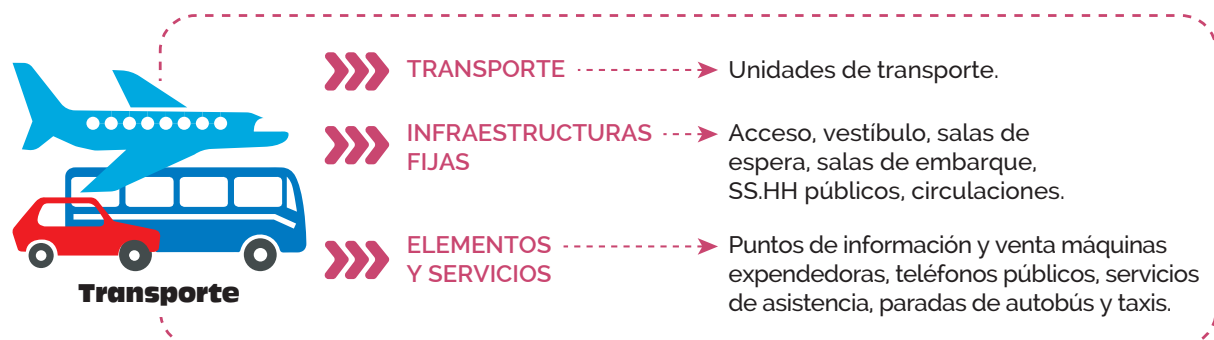 TRANSPORTE
Unidades de transporte.
INFRAESTRUCTURAS
FIJAS
Acceso, vestíbulo, salas de
espera, salas de embarque,
SS.HH públicos, circulaciones.
ELEMENTOS
Y SERVICIOS
Puntos de información y venta máquinas
expendedoras, teléfonos públicos, servicios
de asistencia, paradas de autobús y taxis.
Transporte